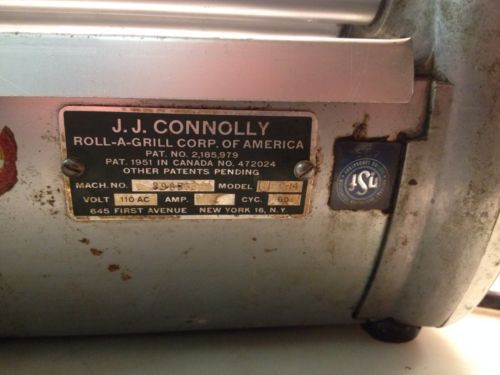 J. J. CONNOLLY
ROLL-A-GRILL CORP. OF AMERICA
PAT. NO. 2,185,979
PAT. 1951 IN CANADA NO. 472024
OTHER PATENTS PENDING
MACH. NO. MODEL
VOLT 110 AC AMP. CYC. 60
645 FIRST AVENUE NEW YORK 16, N.Y.
nsf